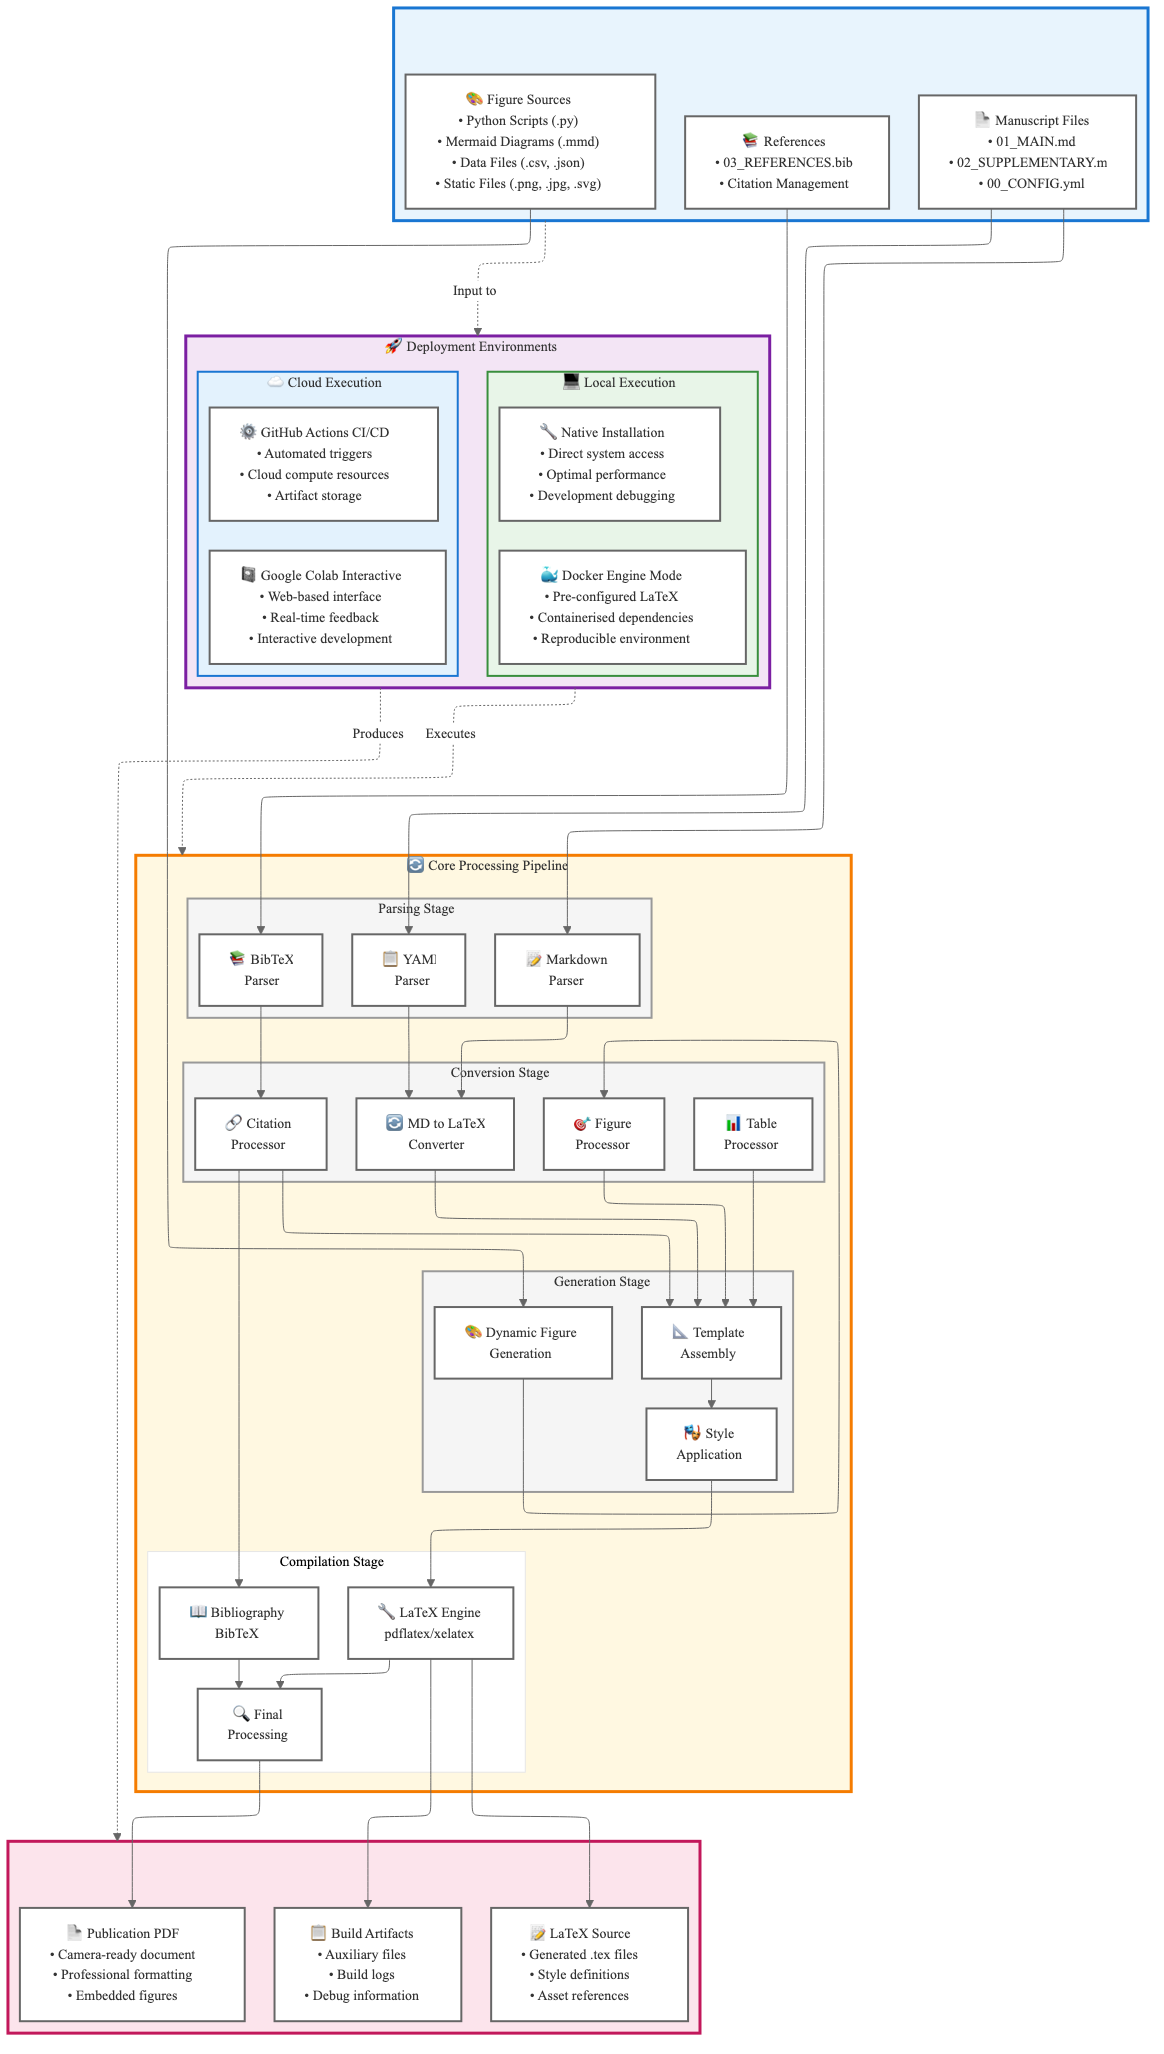 Figure Sources
• Python Scripts (.py)
• Mermaid Diagrams (.mmd)
• Data Files (.csv, .json)
• Static Files (.png, .jpg, .svg)
References
• 03_REFERENCES.bib
• Citation Management
Manuscript Files
• 01_MAIN.md
• 02_SUPPLEMENTARY.m
• 00_CONFIG.yml
Input to
Deployment Environments
Cloud Execution
GitHub Actions CI/CD
• Automated triggers
• Cloud compute resources
• Artifact storage
Google Colab Interactive
• Web-based interface
• Real-time feedback
• Interactive development
Local Execution
Native Installation
• Direct system access
• Optimal performance
• Development debugging
Docker Engine Mode
• Pre-configured LaTeX
• Containerised dependencies
• Reproducible environment
Produces
Executes
Core Processing Pipeline
Parsing Stage
BibTeX
Parser
YAML
Parser
Markdown
Parser
Conversion Stage
Citation
Processor
MD to LaTeX
Converter
Figure
Processor
Table
Processor
Generation Stage
Dynamic Figure
Generation
Template
Assembly
Style
Application
Compilation Stage
Bibliography
BibTeX
LaTeX Engine
pdflatex/xelatex
Final
Processing
Publication PDF
• Camera-ready document
• Professional formatting
• Embedded figures
Build Artifacts
• Auxiliary files
• Build logs
• Debug information
LaTeX Source
• Generated .tex files
• Style definitions
• Asset references